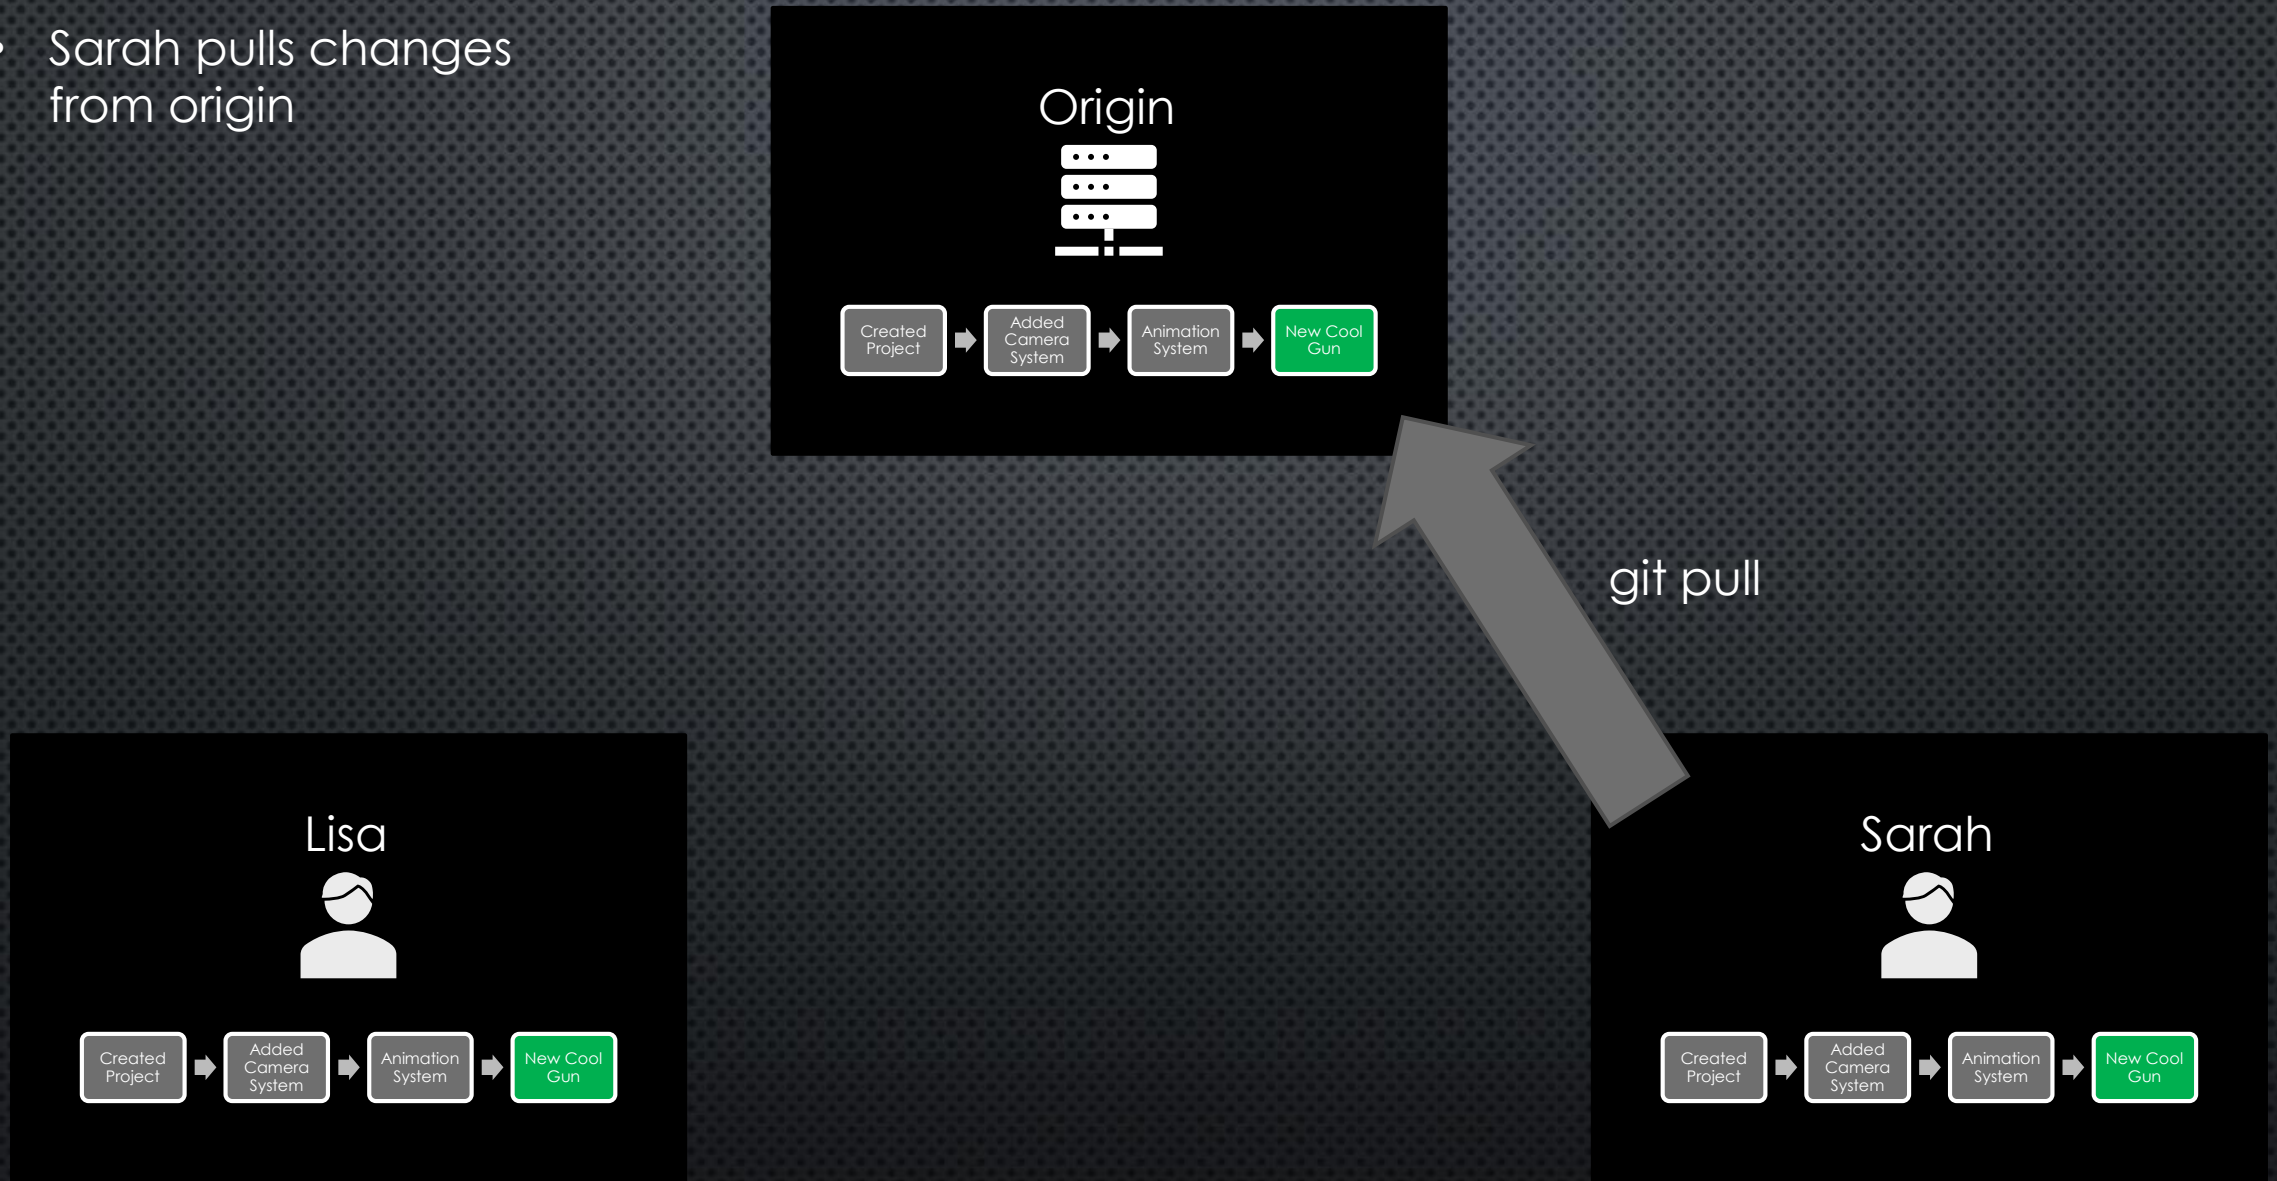 • Sarah pulls changes
from origin
Origin
Created
Project
Added
Camera
System
Animation
System
New Cool
Gun
git pull
Lisa
Created
Project
Added
Camera
System
Animation
System
New Cool
Gun
Sarah
Created
Project
Added
Camera
System
Animation
System
New Cool
Gun